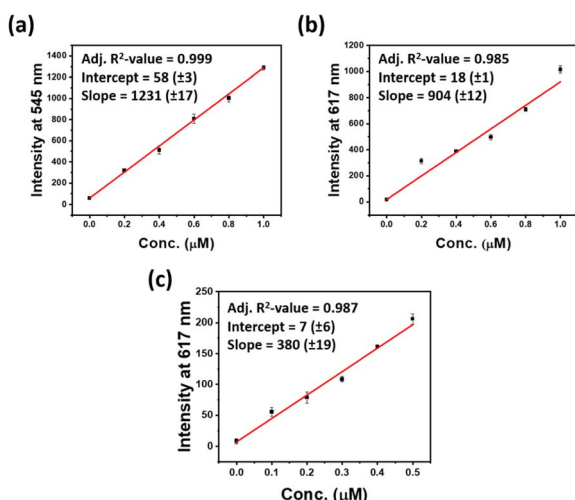 (a)
Adj. R²-value = 0.999
Intercept = 58 (±3)
Slope = 1231 (±17)
Intensity at 545 nm
1400
1200
1000
800
600
400
200
0
0.0 0.2 0.4 0.6 0.8 1.0
Conc. (μM)
(b)
Adj. R²-value = 0.985
Intercept = 18 (±1)
Slope = 904 (±12)
Intensity at 617 nm
1200
1000
800
600
400
200
0
0.0 0.2 0.4 0.6 0.8 1.0
Conc. (μM)
(c)
Adj. R²-value = 0.987
Intercept = 7 (±6)
Slope = 380 (±19)
Intensity at 617 nm
250
200
150
100
50
0
0.0 0.1 0.2 0.3 0.4 0.5
Conc. (μM)